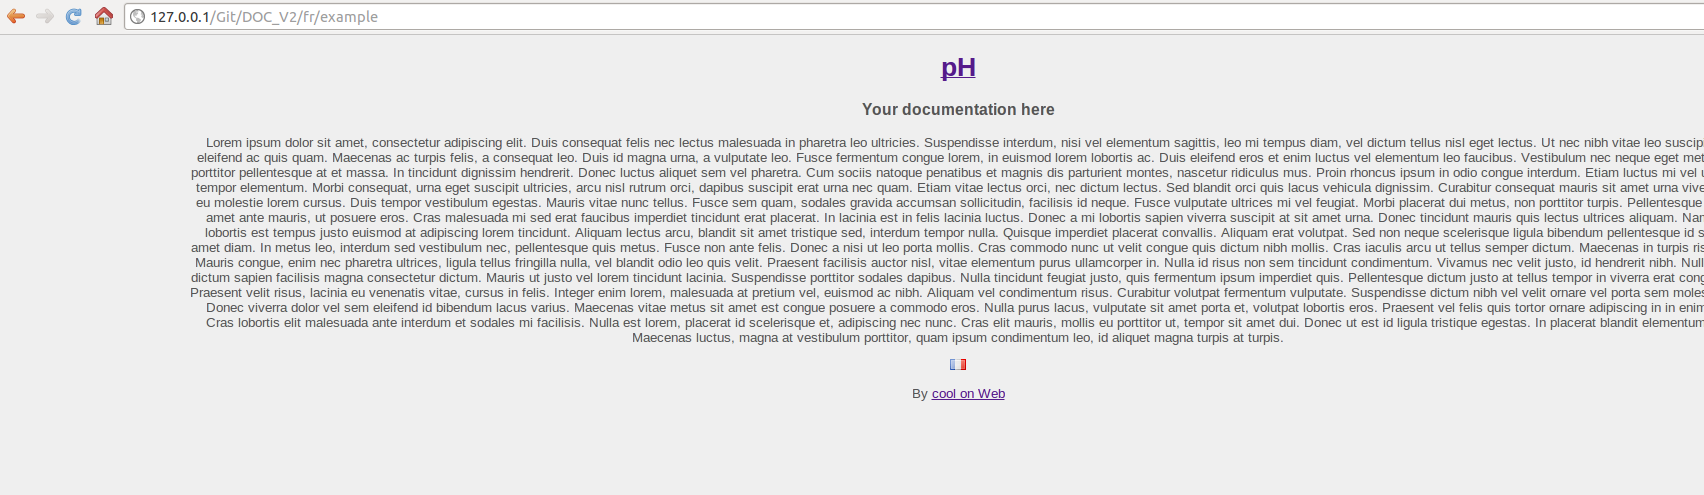 127.0.0.1/Git/DOC_V2/fr/example
pH
Your documentation here
Lorem ipsum dolor sit amet, consectetur adipiscing elit. Duis consequat felis nec lectus malesuada in pharetra leo ultricies. Suspendisse interdum, nisi vel elementum sagittis, leo mi tempus diam, vel dictum tellus nisl eget lectus. Ut nec nibh vitae leo suscip
eleifend ac quis quam. Maecenas ac turpis felis, a consequat leo. Duis id magna urna, a vulputate leo. Fusce fermentum congue lorem, in euismod lorem lobortis ac. Duis eleifend eros et enim luctus vel elementum leo faucibus. Vestibulum nec neque eget met
porttitor pellentesque at et massa. In tincidunt dignissim hendrerit. Donec luctus aliquet sem vel pharetra. Cum sociis natoque penatibus et magnis dis parturient montes, nascetur ridiculus mus. Proin rhoncus ipsum in odio congue interdum. Etiam luctus mi vel u
tempor elementum. Morbi consequat, urna eget suscipit ultricies, arcu nisl rutrum orci, dapibus suscipit erat urna nec quam. Etiam vitae lectus orci, nec dictum lectus. Sed blandit orci quis lacus vehicula dignissim. Curabitur consequat mauris sit amet urna vive
eu molestie lorem cursus. Duis tempor vestibulum egestas. Mauris vitae nunc tellus. Fusce sem quam, sodales gravida accumsan sollicitudin, facilisis id neque. Fusce vulputate ultrices mi vel feugiat. Morbi placerat dui metus, non porttitor turpis. Pellentesque
amet ante mauris, ut posuere eros. Cras malesuada mi sed erat faucibus imperdiet tincidunt erat placerat. In lacinia est in felis lacinia luctus. Donec a mi lobortis sapien viverra suscipit at sit amet urna. Donec tincidunt mauris quis lectus ultrices aliquam. Nar
lobortis est tempus justo euismod at adipiscing lorem tincidunt. Aliquam lectus arcu, blandit sit amet tristique sed, interdum tempor nulla. Quisque imperdiet placerat convallis. Aliquam erat volutpat. Sed non neque scelerisque ligula bibendum pellentesque id s
amet diam. In metus leo, interdum sed vestibulum nec, pellentesque quis metus. Fusce non ante felis. Donec a nisi ut leo porta mollis. Cras commodo nunc ut velit congue quis dictum nibh mollis. Cras iaculis arcu ut tellus semper dictum. Maecenas in turpis ris
Mauris congue, enim nec pharetra ultrices, ligula tellus fringilla nulla, vel blandit odio leo quis velit. Praesent facilisis auctor nisl, vitae elementum purus ullamcorper in. Nulla id risus non sem tincidunt condimentum. Vivamus nec velit justo, id hendrerit nibh. Null
dictum sapien facilisis magna consectetur dictum. Mauris ut justo vel lorem tincidunt lacinia. Suspendisse porttitor sodales dapibus. Nulla tincidunt feugiat justo, quis fermentum ipsum imperdiet quis. Pellentesque dictum justo at tellus tempor in viverra erat cong
Praesent velit risus, lacinia eu venenatis vitae, cursus in felis. Integer enim lorem, malesuada at pretium vel, euismod ac nibh. Aliquam vel condimentum risus. Curabitur volutpat fermentum vulputate. Suspendisse dictum nibh vel velit ornare vel porta sem moles
Donec viverra dolor vel sem eleifend id bibendum lacus varius. Maecenas vitae metus sit amet est congue posuere a commodo eros. Nulla purus lacus, vulputate sit amet porta et, volutpat lobortis eros. Praesent vel felis quis tortor ornare adipiscing in in enim
Cras lobortis elit malesuada ante interdum et sodales mi facilisis. Nulla est lorem, placerat id scelerisque et, adipiscing nec nunc. Cras elit mauris, mollis eu porttitor ut, tempor sit amet dui. Donec ut est id ligula tristique egestas. In placerat blandit elementum
Maecenas luctus, magna at vestibulum porttitor, quam ipsum condimentum leo, id aliquet magna turpis at turpis.
By cool on Web